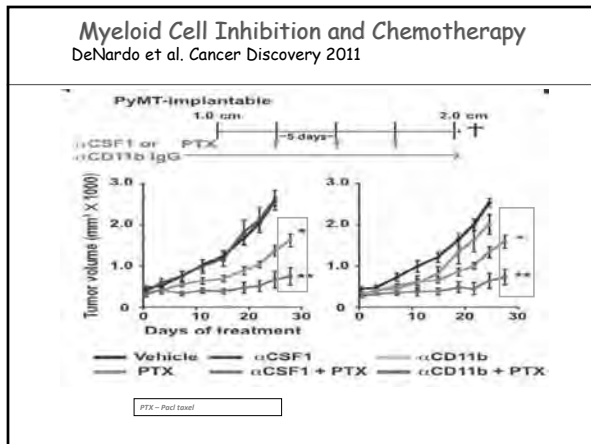 Myeloid Cell Inhibition and Chemotherapy
DeNardo et al. Cancer Discovery 2011
PyMT-implantable
1.0 cm
2.0 cm
5 days
αCSF1 or PTX
αCD11b IgG
Tumor volume (mm³ X 1000)
3.0 3.0
2.0 2.0
1.0 1.0
0 0
0 10 20 30 0 10 20 30
* *
** **
Days of treatment
Vehicle αCSF1 αCD11b
PTX αCSF1 + PTX αCD11b + PTX
PTX – Pacl taxel